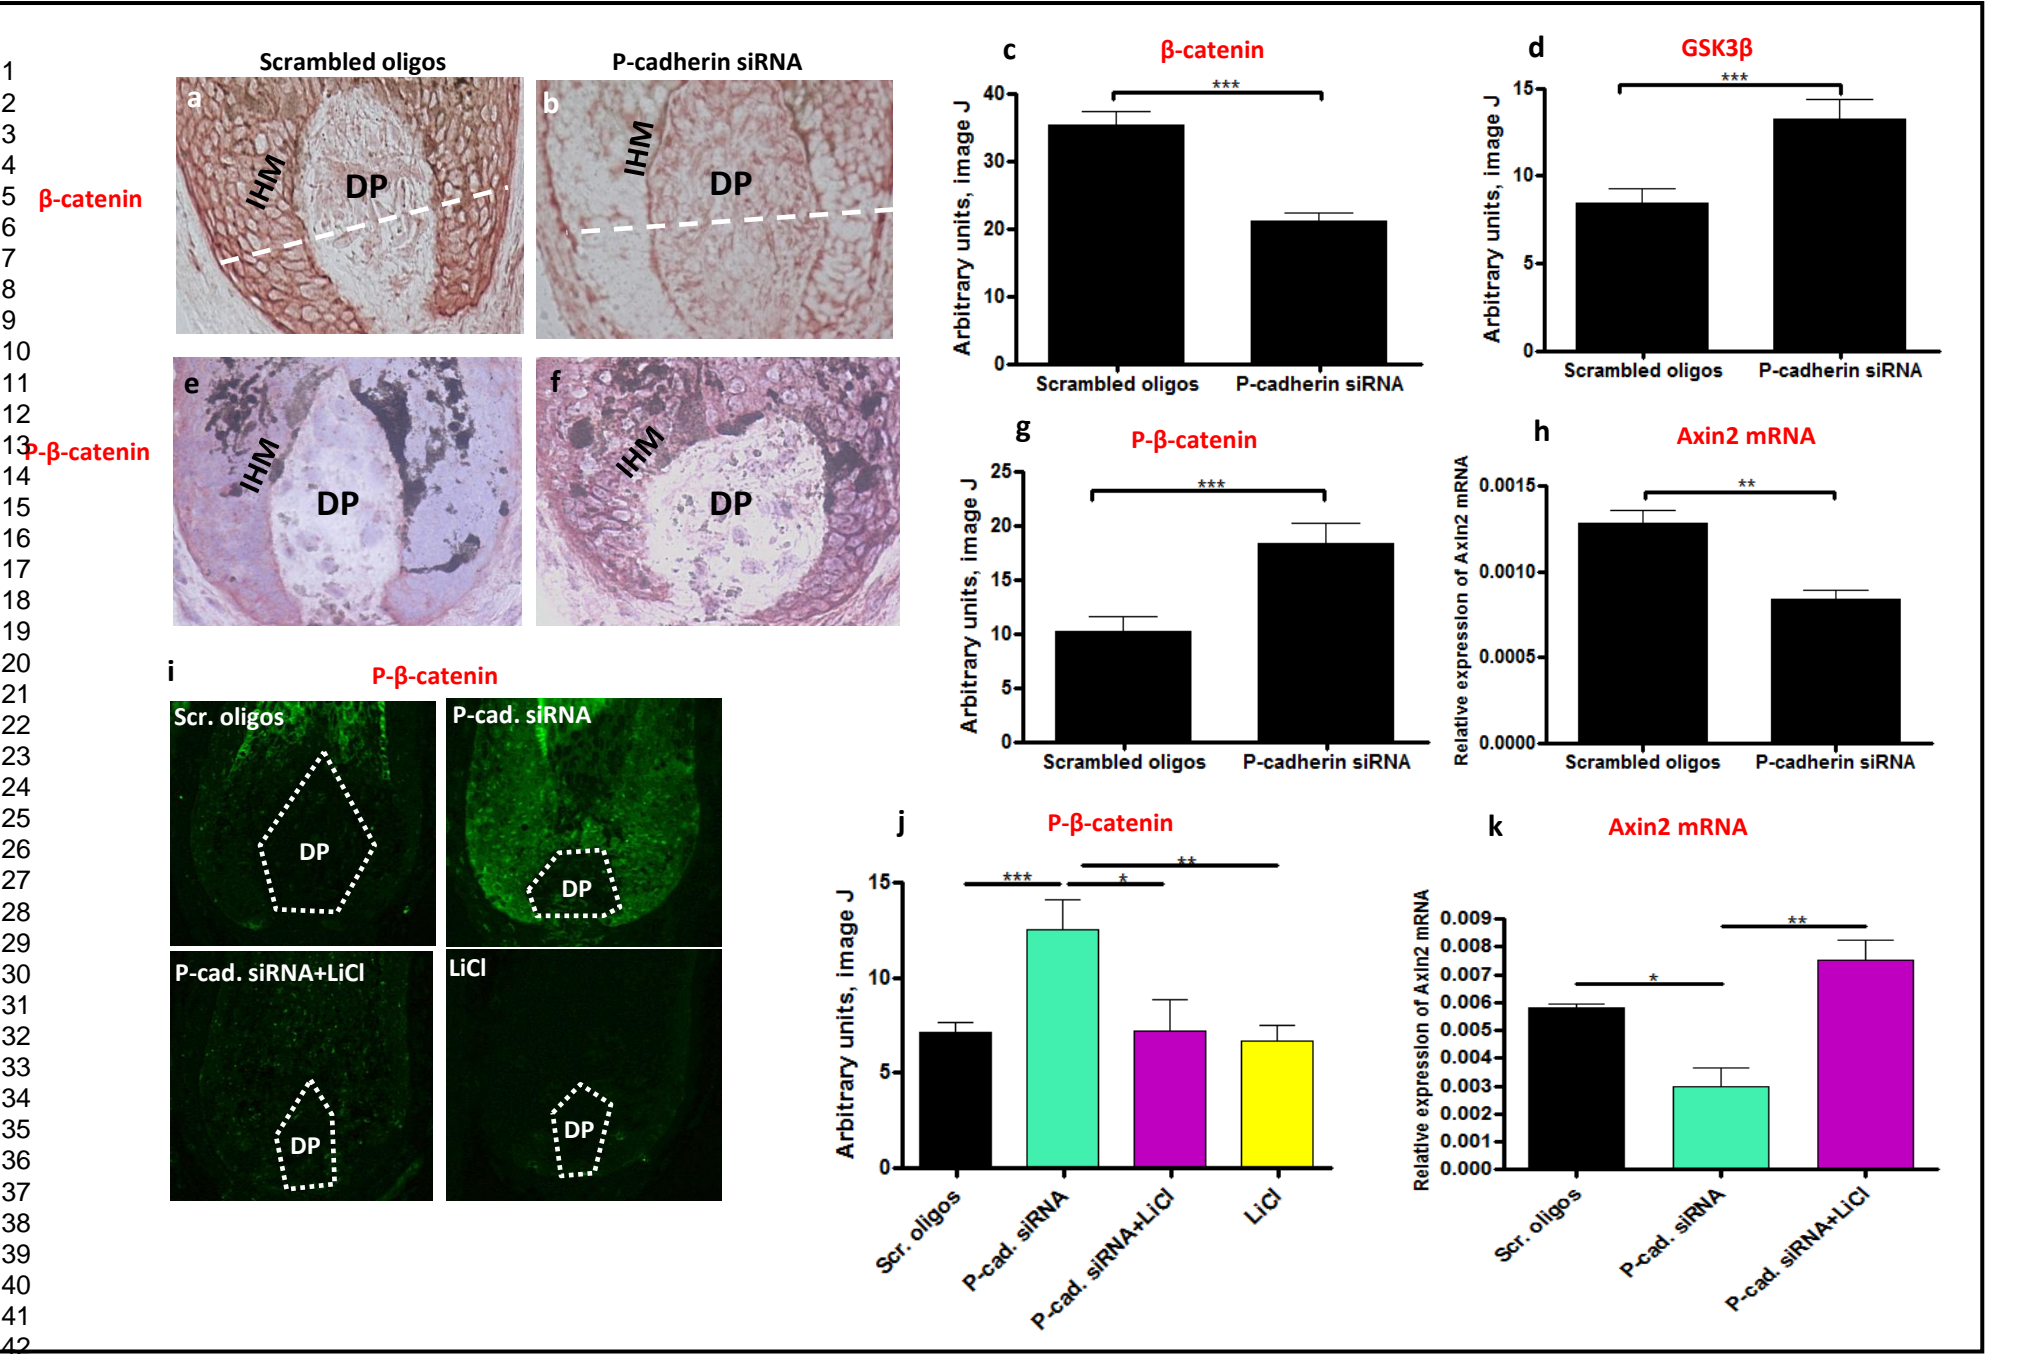 1
2
3
4
5
6
7
8
9
10
11
12
13
14
15
16
17
18
19
20
21
22
23
24
25
26
27
28
29
30
31
32
33
34
35
36
37
38
39
40
41
42
Scrambled oligos
P-cadherin siRNA
β-catenin
a
IHM
DP
b
IHM
DP
c
β-catenin
***
Arbitrary units, image J
40
30
20
10
0
Scrambled oligos
P-cadherin siRNA
d
GSK3β
***
Arbitrary units, image J
15
10
5
0
Scrambled oligos
P-cadherin siRNA
P-β-catenin
e
IHM
DP
f
IHM
DP
g
P-β-catenin
***
Arbitrary units, image J
25
20
15
10
5
0
Scrambled oligos
P-cadherin siRNA
h
Axin2 mRNA
**
Relative expression of Axin2 mRNA
0.0015
0.0010
0.0005
0.0000
Scrambled oligos
P-cadherin siRNA
i
P-β-catenin
Scr. oligos
DP
P-cad. siRNA
DP
P-cad. siRNA+LiCl
DP
LiCl
DP
j
P-β-catenin
**
***
*
Arbitrary units, image J
15
10
5
0
Scr. oligos
P-cad. siRNA
P-cad. siRNA+LiCl
LiCl
k
Axin2 mRNA
**
*
Relative expression of Axin2 mRNA
0.009
0.008
0.007
0.006
0.005
0.004
0.003
0.002
0.001
0.000
Scr. oligos
P-cad. siRNA
P-cad. siRNA+LiCl